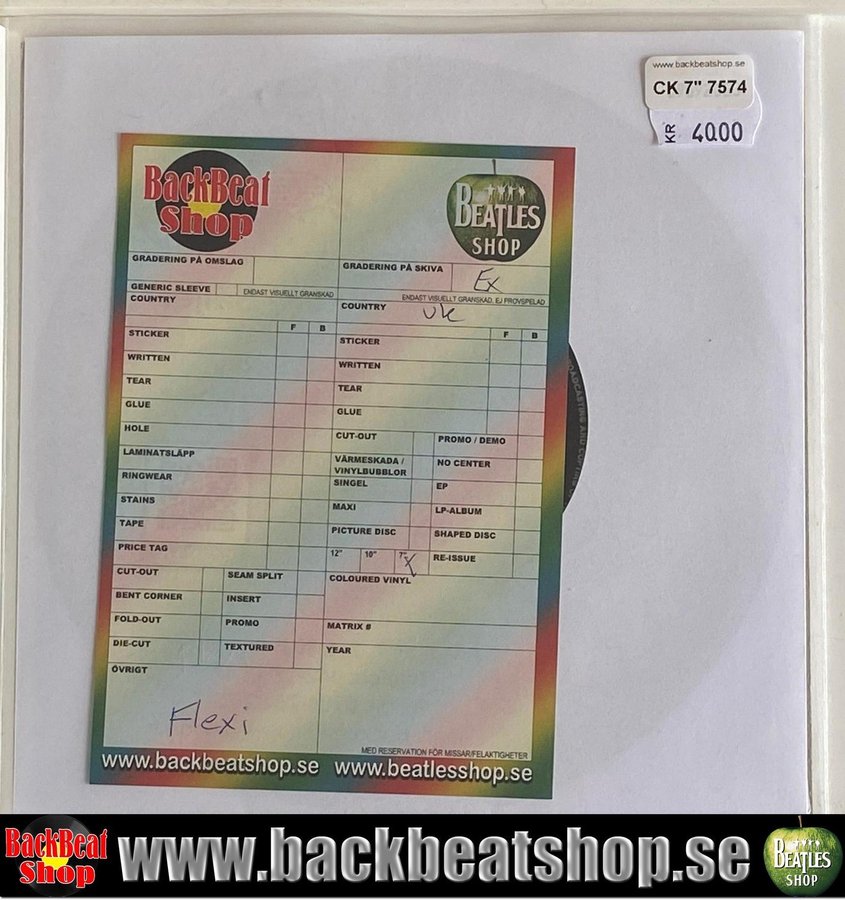 www.backbeatshop.se
CK 7" 7574
KR 4000
BackBeat
Shop
BEATLES
SHOP
GRADERING PÅ OMSLAG
GRADERING PÅ SKIVA Ex
GENERIC SLEEVE ENDAST VISUELLT GRANSKAD
ENDAST VISUELLT GRANSKAD, EJ PROVSPELAD
COUNTRY
COUNTRY UK
F B
F B
STICKER
STICKER
WRITTEN
WRITTEN
TEAR
TEAR
GLUE
GLUE
HOLE
CUT-OUT PROMO / DEMO
LAMINATSLÄPP
VÄRMESKADA /
VINYLBUBBLOR NO CENTER
RINGWEAR
SINGEL EP
STAINS
MAXI LP-ALBUM
TAPE
PICTURE DISC SHAPED DISC
PRICE TAG
12" 10" 7" X RE-ISSUE
CUT-OUT SEAM SPLIT
COLOURED VINYL
BENT CORNER INSERT
FOLD-OUT PROMO
MATRIX #
DIE-CUT TEXTURED
YEAR
ÖVRIGT
Flexi
MED RESERVATION FÖR MISSAR/FELAKTIGHETER
www.backbeatshop.se www.beatlesshop.se
BROADCASTING AND
BackBeat
Shop
www.backbeatshop.se
BEATLES
SHOP